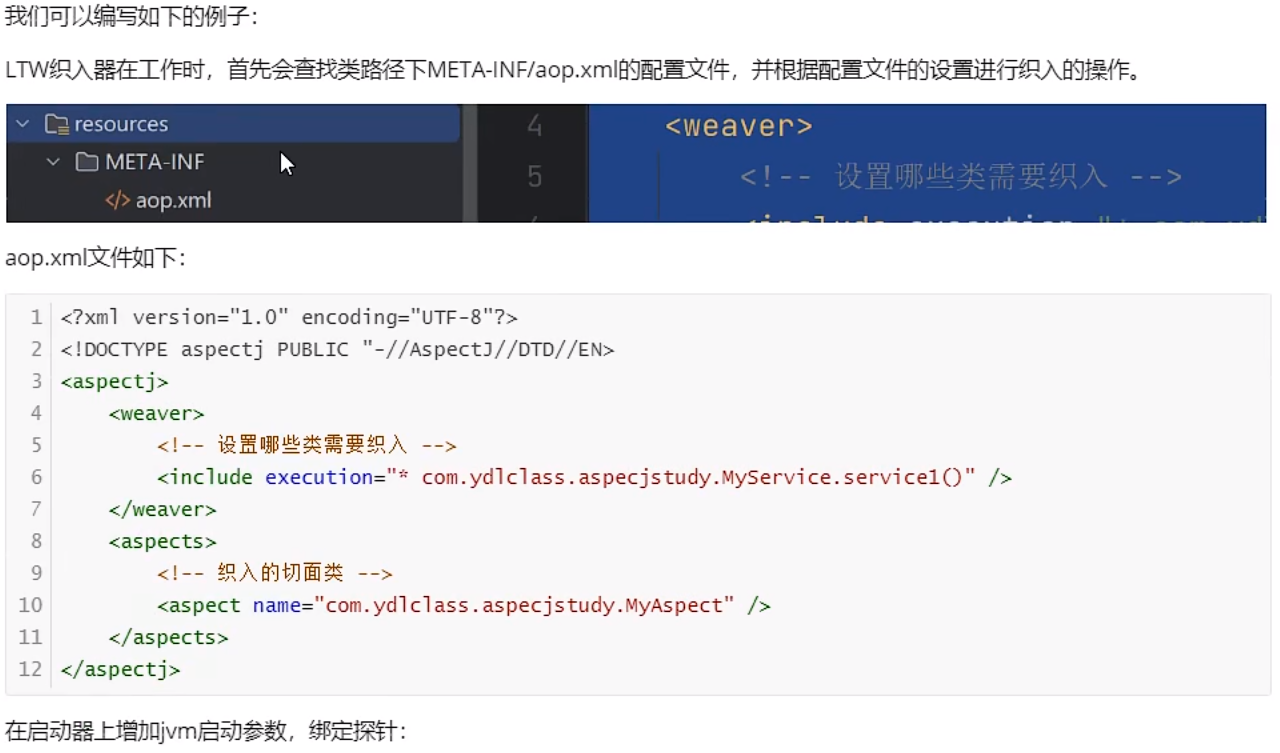 我们可以编写如下的例子：
LTW织入器在工作时，首先会查找类路径下META-INF/aop.xml的配置文件，并根据配置文件的设置进行织入的操作。
resources
META-INF
aop.xml
4 <weaver>
5 <!-- 设置哪些类需要织入 -->
aop.xml文件如下：
1 <?xml version="1.0" encoding="UTF-8"?>
2 <!DOCTYPE aspectj PUBLIC "-//AspectJ//DTD//EN>
3 <aspectj>
4 <weaver>
5 <!-- 设置哪些类需要织入 -->
6 <include execution="* com.ydlclass.aspecjstudy.MyService.service1()" />
7 </weaver>
8 <aspects>
9 <!-- 织入的切面类 -->
10 <aspect name="com.ydlclass.aspecjstudy.MyAspect" />
11 </aspects>
12 </aspectj>
在启动器上增加jvm启动参数，绑定探针：